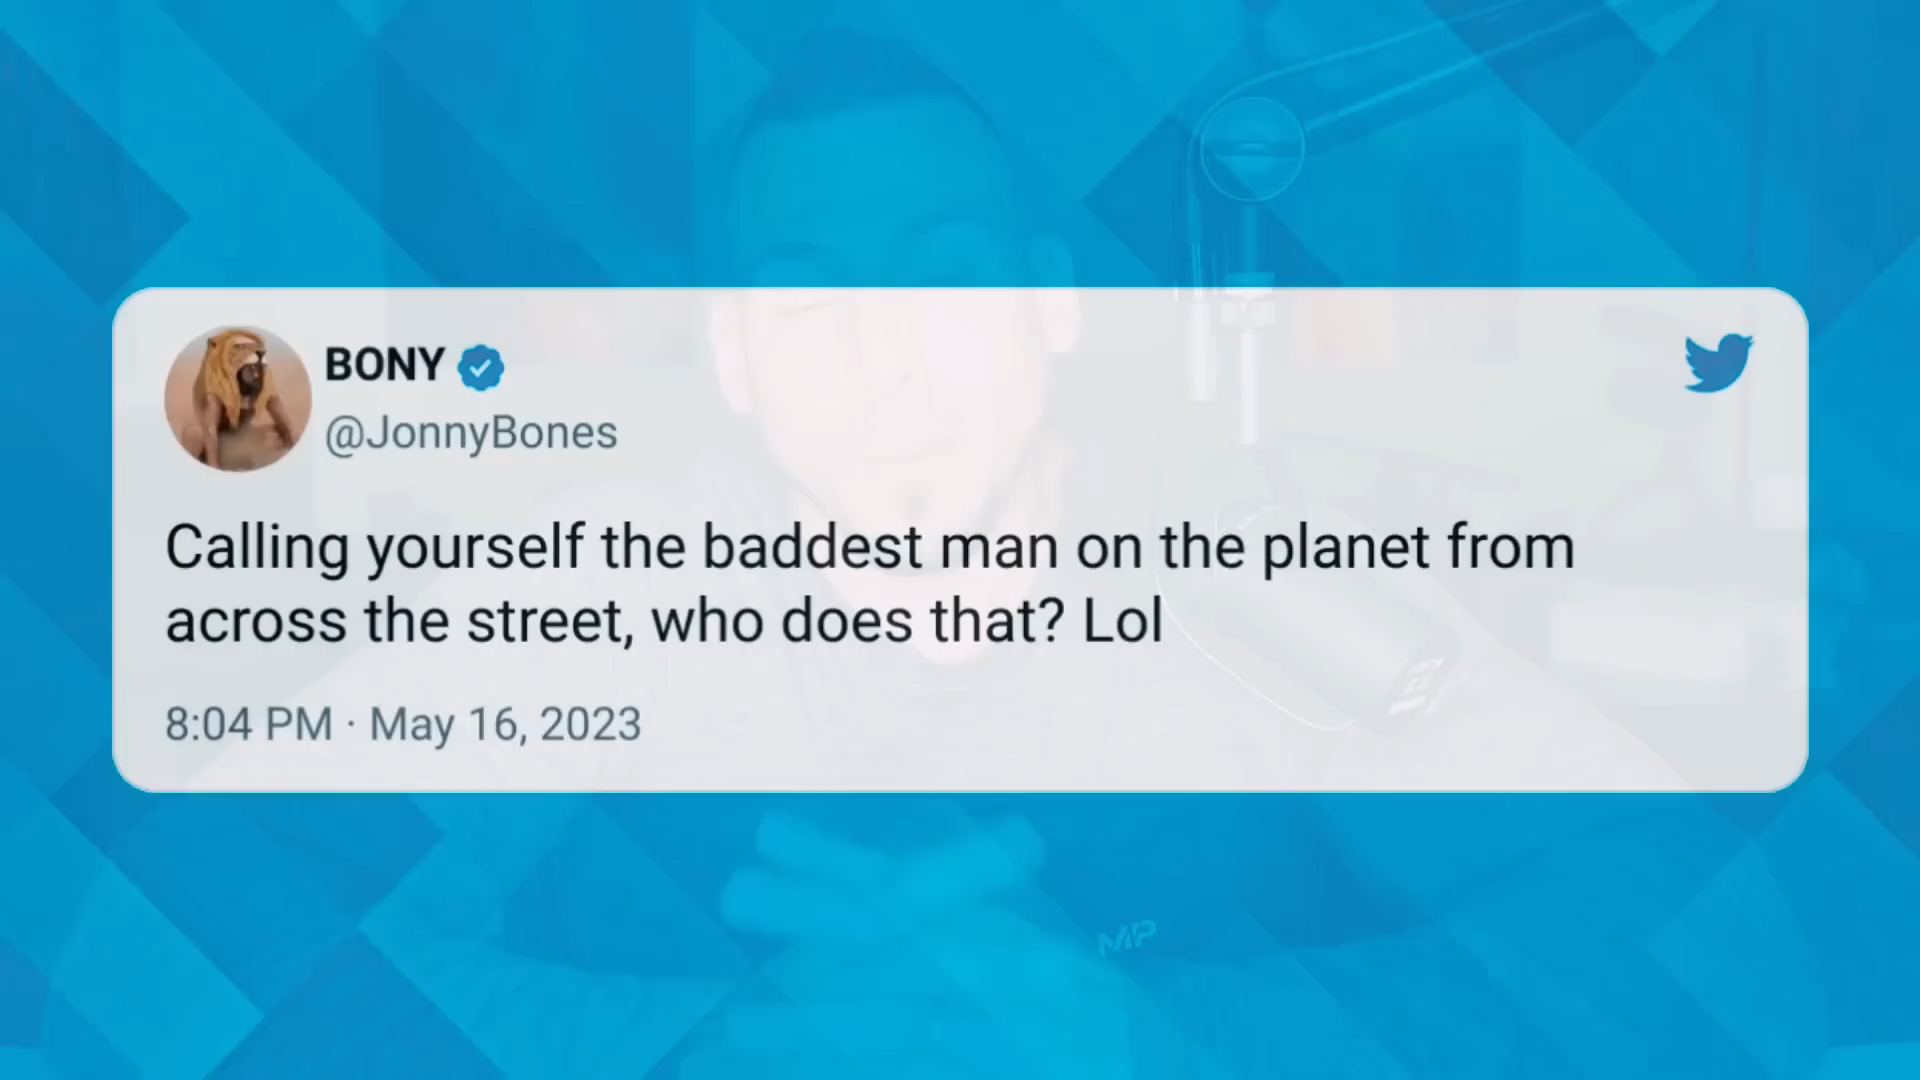 BONY
@JonnyBones
Calling yourself the baddest man on the planet from
across the street, who does that? Lol
8:04 PM · May 16, 2023
MP